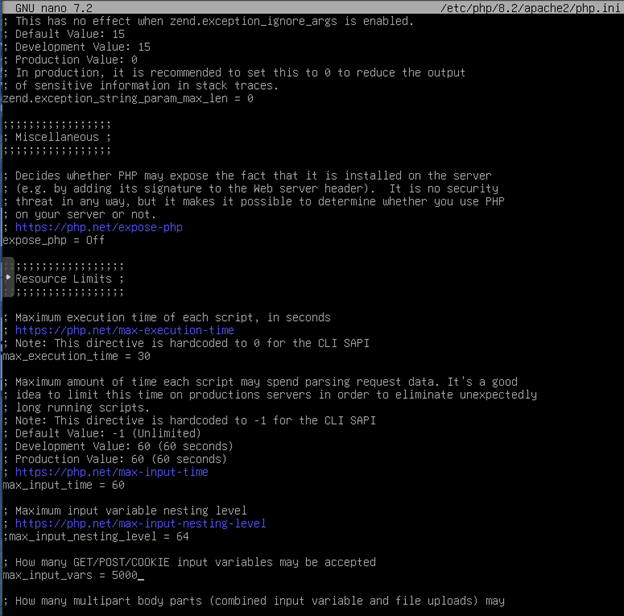 GNU nano 7.2 /etc/php/8.2/apache2/php.ini
; This has no effect when zend.exception_ignore_args is enabled.
; Default Value: 15
; Development Value: 15
; Production Value: 0
; In production, it is recommended to set this to 0 to reduce the output
; of sensitive information in stack traces.
zend.exception_string_param_max_len = 0
;;;;;;;;;;;;;;;;;
; Miscellaneous ;
;;;;;;;;;;;;;;;;;
; Decides whether PHP may expose the fact that it is installed on the server
; (e.g. by adding its signature to the Web server header).  It is no security
; threat in any way, but it makes it possible to determine whether you use PHP
; on your server or not.
; https://php.net/expose-php
expose_php = Off
;;;;;;;;;;;;;;;;;;;
; Resource Limits ;
;;;;;;;;;;;;;;;;;;;
; Maximum execution time of each script, in seconds
; https://php.net/max-execution-time
; Note: This directive is hardcoded to 0 for the CLI SAPI
max_execution_time = 30
; Maximum amount of time each script may spend parsing request data. It's a good
; idea to limit this time on productions servers in order to eliminate unexpectedly
; long running scripts.
; Note: This directive is hardcoded to -1 for the CLI SAPI
; Default Value: -1 (Unlimited)
; Development Value: 60 (60 seconds)
; Production Value: 60 (60 seconds)
; https://php.net/max-input-time
max_input_time = 60
; Maximum input variable nesting level
; https://php.net/max-input-nesting-level
;max_input_nesting_level = 64
; How many GET/POST/COOKIE input variables may be accepted
max_input_vars = 5000
; How many multipart body parts (combined input variable and file uploads) may